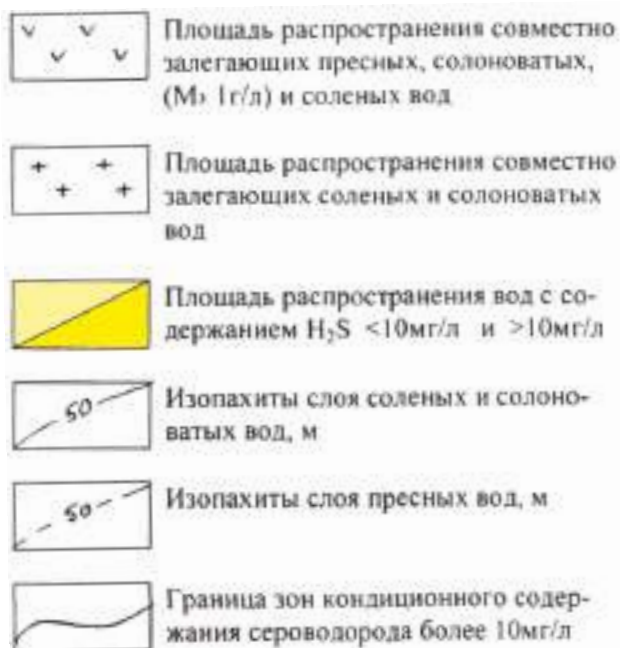 Площадь распространения совместно
залегающих пресных, солоноватых,
(М› 1г/л) и соленых вод
Площадь распространения совместно
залегающих соленых и солоноватых
вод
Площадь распространения вод с со-
держанием H₂S <10мг/л и >10мг/л
50
Изопахиты слоя соленых и солоно-
ватых вод, м
50
Изопахиты слоя пресных вод, м
Граница зон кондиционного содер-
жания сероводорода более 10мг/л